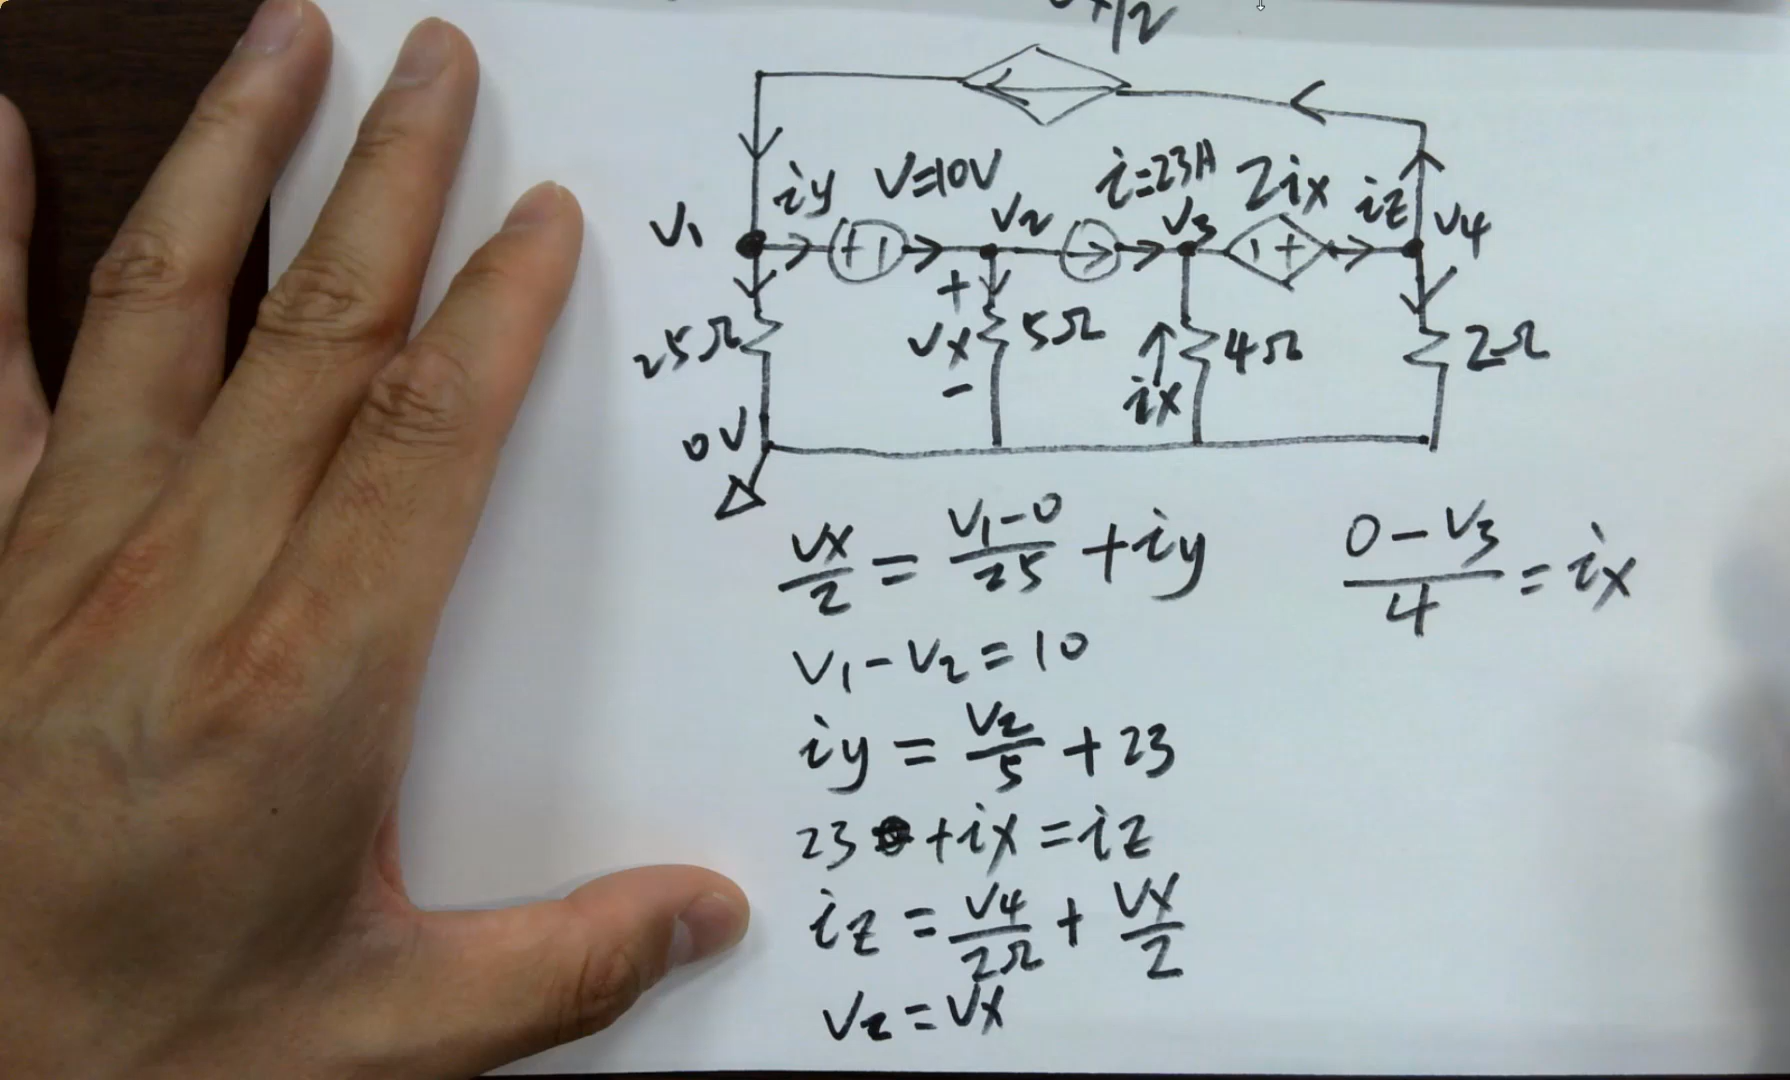 Vx/2
iy V=10V i=23A 2ix iz
V1 V2 V3 V4
+ 1 1 +
25Ω + Vx - 5Ω ix 4Ω 2Ω
0V
Vx/2 = (V1-0)/25 + iy
(0-V3)/4 = ix
V1-V2=10
iy = V2/5 + 23
23 +ix = iz
iz = V4/2Ω + Vx/2
V2 = Vx